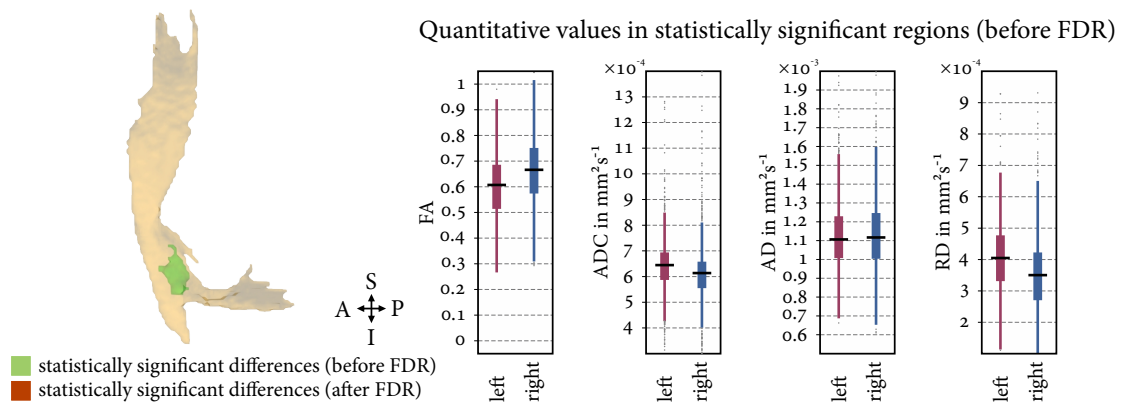 Quantitative values in statistically significant regions (before FDR)
×10⁻⁴
×10⁻³
×10⁻⁴
FA
1
0.9
0.8
0.7
0.6
0.5
0.4
0.3
0.2
0.1
0
left
right
ADC in mm²s⁻¹
13
12
11
10
9
8
7
6
5
4
left
right
AD in mm²s⁻¹
1.9
1.8
1.7
1.6
1.5
1.4
1.3
1.2
1.1
1
0.9
0.8
0.7
0.6
left
right
RD in mm²s⁻¹
9
8
7
6
5
4
3
2
left
right
S
A P
I
statistically significant differences (before FDR)
statistically significant differences (after FDR)